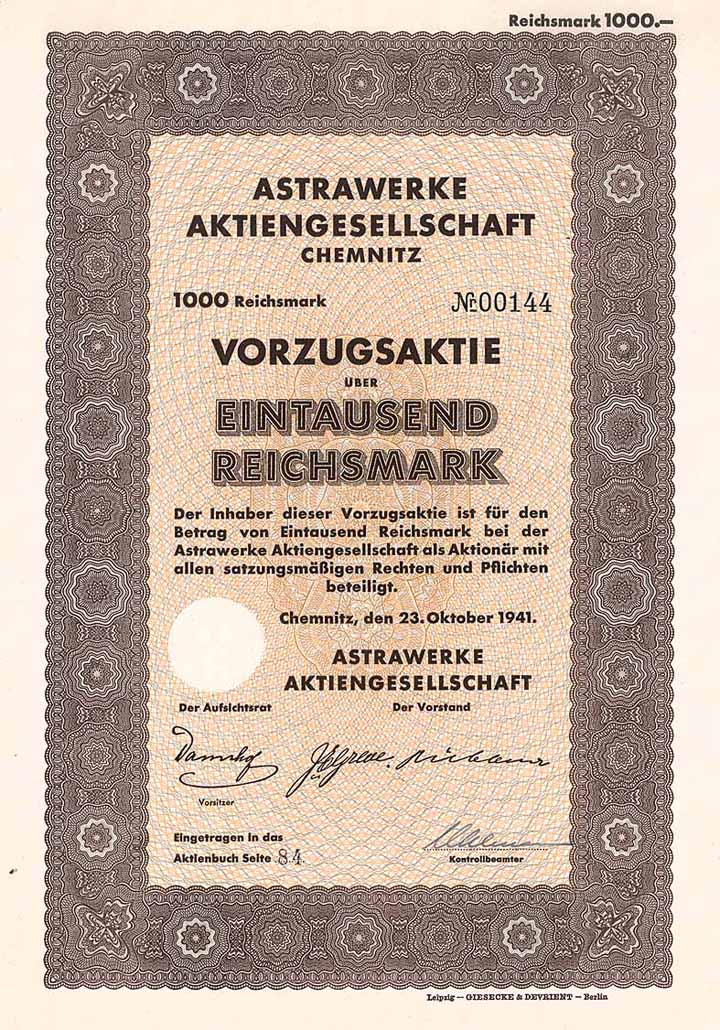 Reichsmark 1000.—
ASTRAWERKE
AKTIENGESELLSCHAFT
CHEMNITZ
1000 Reichsmark
№ 00144
VORZUGSAKTIE
ÜBER
EINTAUSEND
REICHSMARK
Der Inhaber dieser Vorzugsaktie ist für den
Betrag von Eintausend Reichsmark bei der
Astrawerke Aktiengesellschaft als Aktionär mit
allen satzungsmäßigen Rechten und Pflichten
beteiligt.
Chemnitz, den 23. Oktober 1941.
ASTRAWERKE
AKTIENGESELLSCHAFT
Der Aufsichtsrat
Der Vorstand
Vorsitzer
Eingetragen in das
Aktienbuch Seite 84.
Kontrollbeamter
Leipzig — GIESECKE & DEVRIENT — Berlin